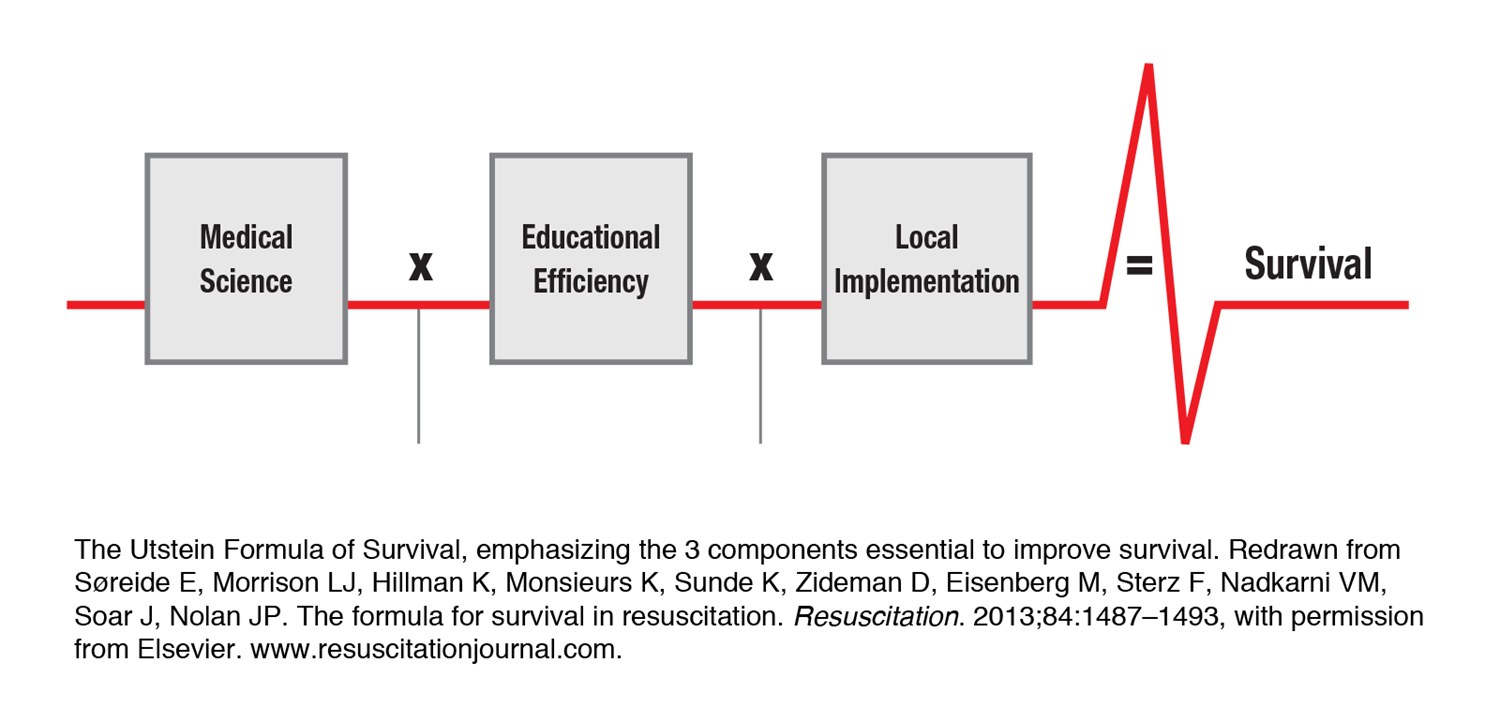 Medical
Science
x
Educational
Efficiency
x
Local
Implementation
=
Survival
The Utstein Formula of Survival, emphasizing the 3 components essential to improve survival. Redrawn from
Søreide E, Morrison LJ, Hillman K, Monsieurs K, Sunde K, Zideman D, Eisenberg M, Sterz F, Nadkarni VM,
Soar J, Nolan JP. The formula for survival in resuscitation. Resuscitation. 2013;84:1487–1493, with permission
from Elsevier. www.resuscitationjournal.com.